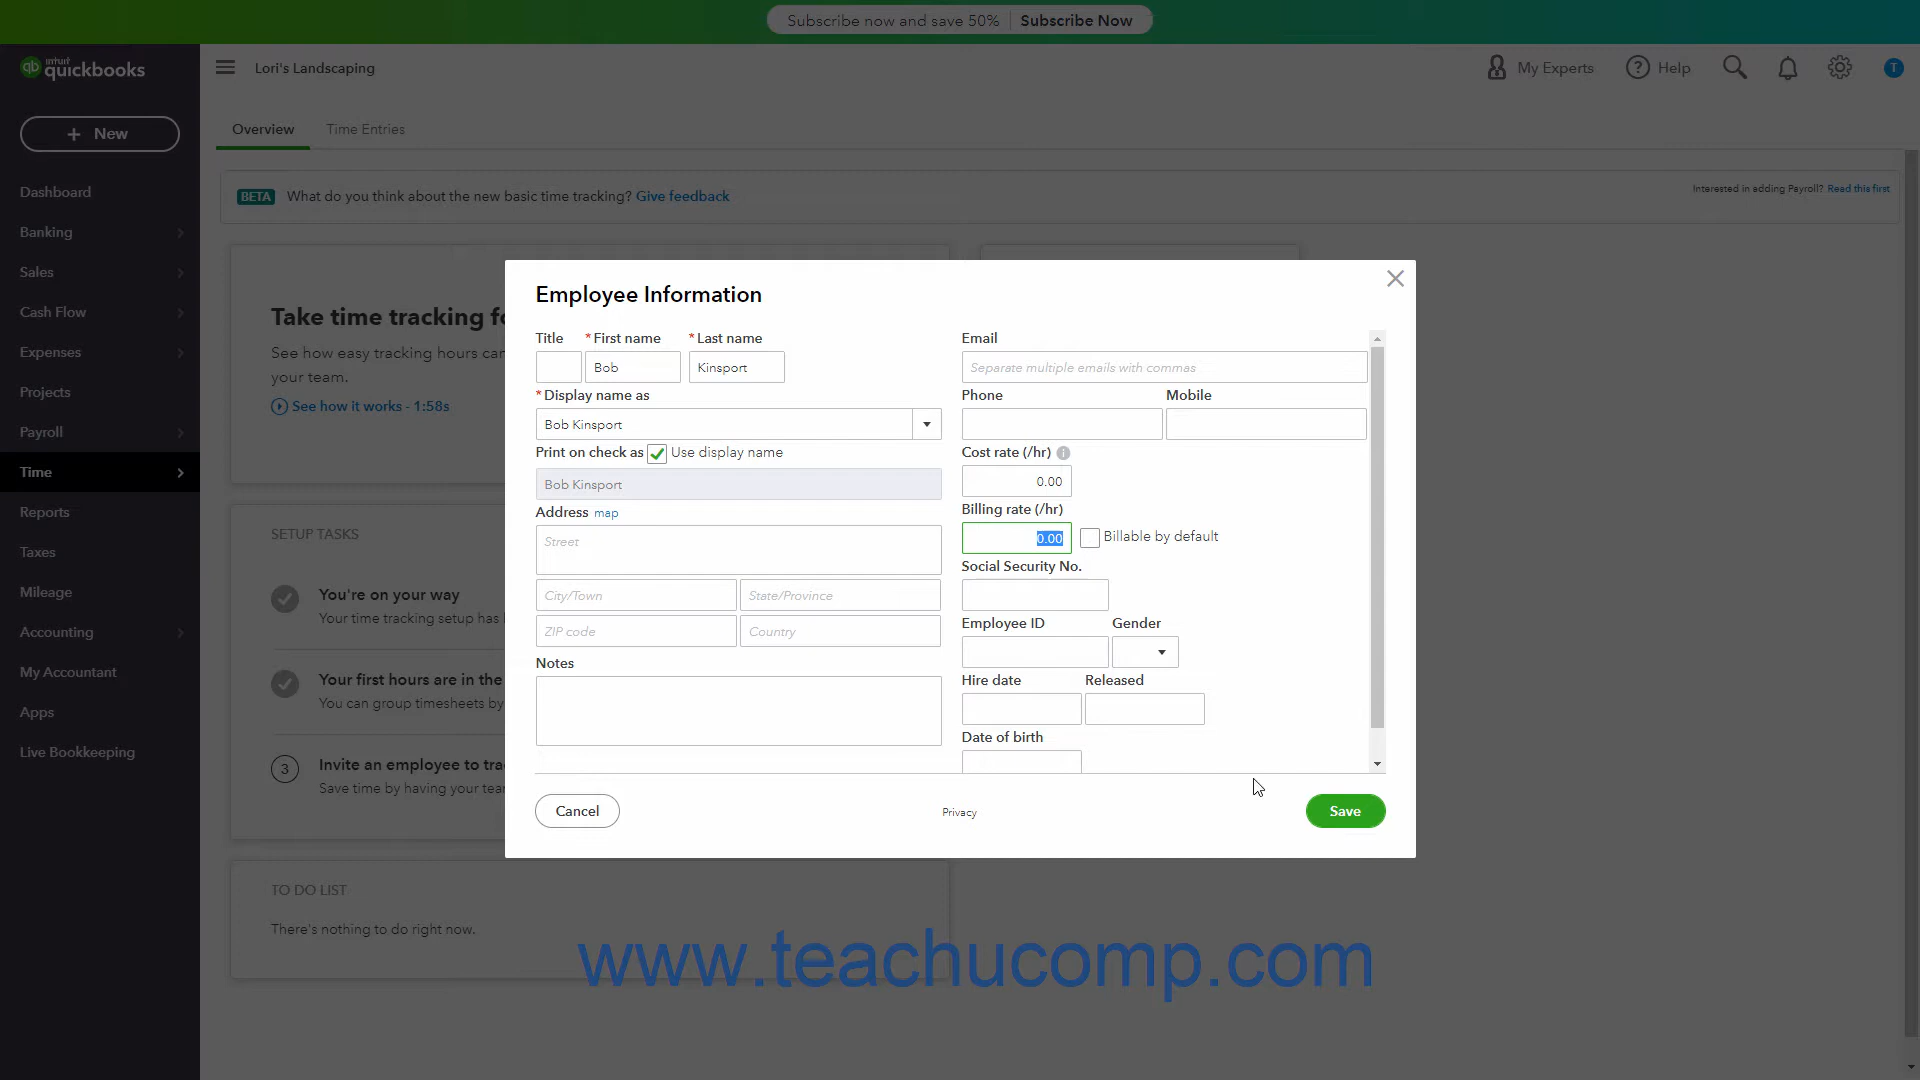 Subscribe now and save 50% Subscribe Now
intuit
quickbooks
Lori's Landscaping
My Experts
Help
T
New
Overview
Time Entries
Dashboard
Banking
Sales
Cash Flow
Expenses
Projects
Payroll
Time
Reports
Taxes
Mileage
Accounting
My Accountant
Apps
Live Bookkeeping
BETA What do you think about the new basic time tracking? Give feedback
Interested in adding Payroll? Read this first
Take time tracking fo
See how easy tracking hours can
your team.
See how it works - 1:58s
SETUP TASKS
You're on your way
Your time tracking setup has
Your first hours are in the
You can group timesheets by
3
Invite an employee to tra
Save time by having your tea
TO DO LIST
There's nothing to do right now.
Employee Information
Title * First name * Last name
Bob Kinsport
* Display name as
Bob Kinsport
Print on check as Use display name
Bob Kinsport
Address map
Street
City/Town State/Province
ZIP code Country
Notes
Email
Separate multiple emails with commas
Phone Mobile
Cost rate (/hr)
0.00
Billing rate (/hr)
0.00 Billable by default
Social Security No.
Employee ID Gender
Hire date Released
Date of birth
Cancel Privacy Save
www.teachucomp.com